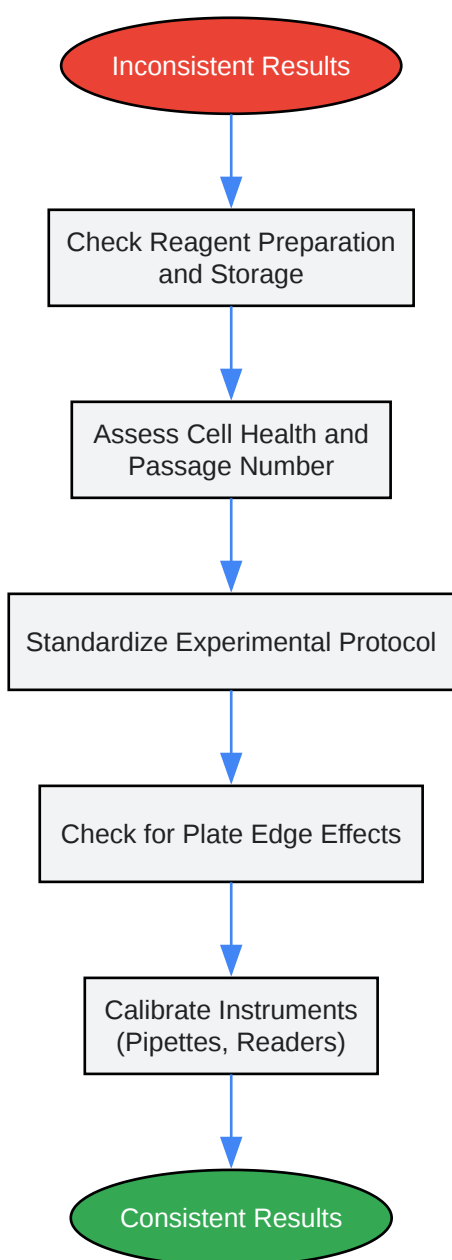 Inconsistent Results
Check Reagent Preparation
and Storage
Assess Cell Health and
Passage Number
Standardize Experimental Protocol
Check for Plate Edge Effects
Calibrate Instruments
(Pipettes, Readers)
Consistent Results